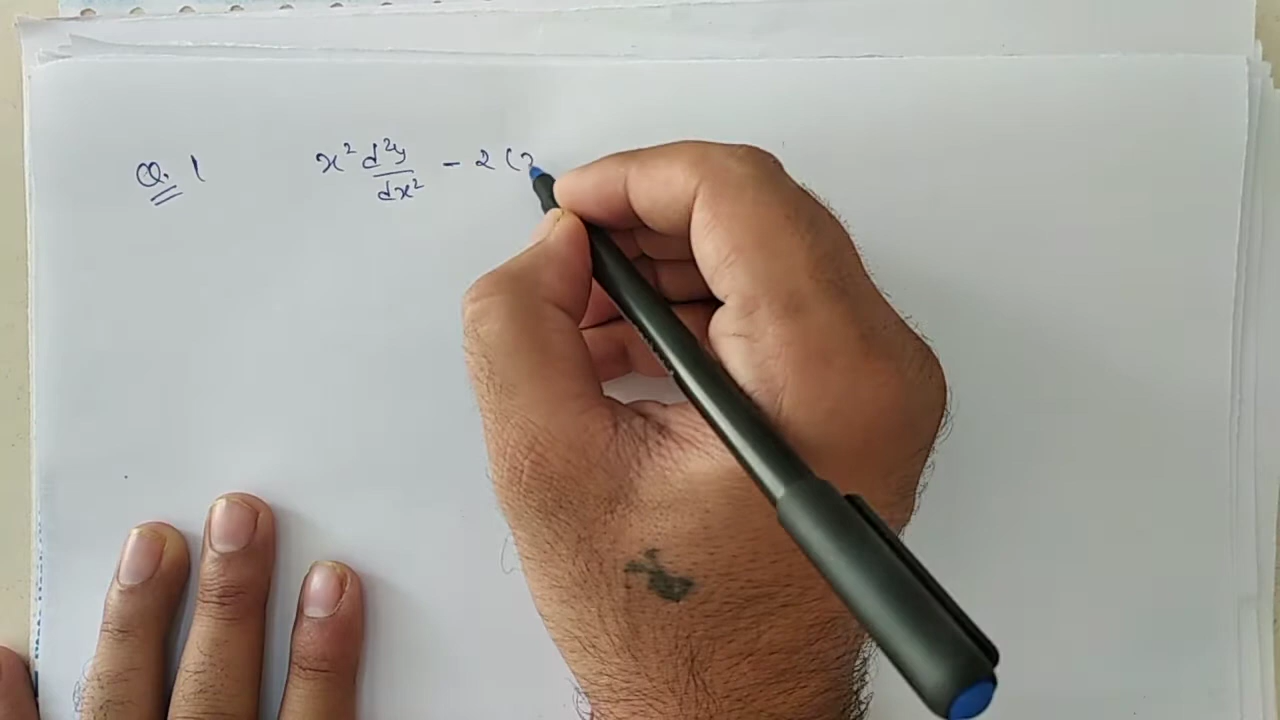 Q. 1 x² d²y/dx² - 2 (